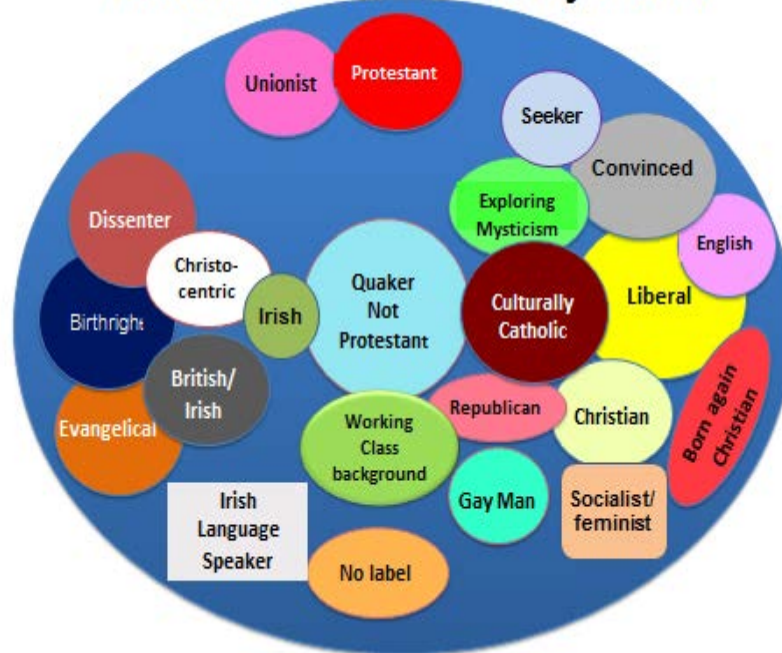 Unionist
Protestant
Seeker
Convinced
Exploring
Mysticism
English
Dissenter
Christo-
centric
Quaker
Not
Protestant
Culturally
Catholic
Liberal
Irish
Birthright
British/
Irish
Evangelical
Working
Class
background
Republican
Christian
Born again
Christian
Irish
Language
Speaker
Gay Man
Socialist/
feminist
No label